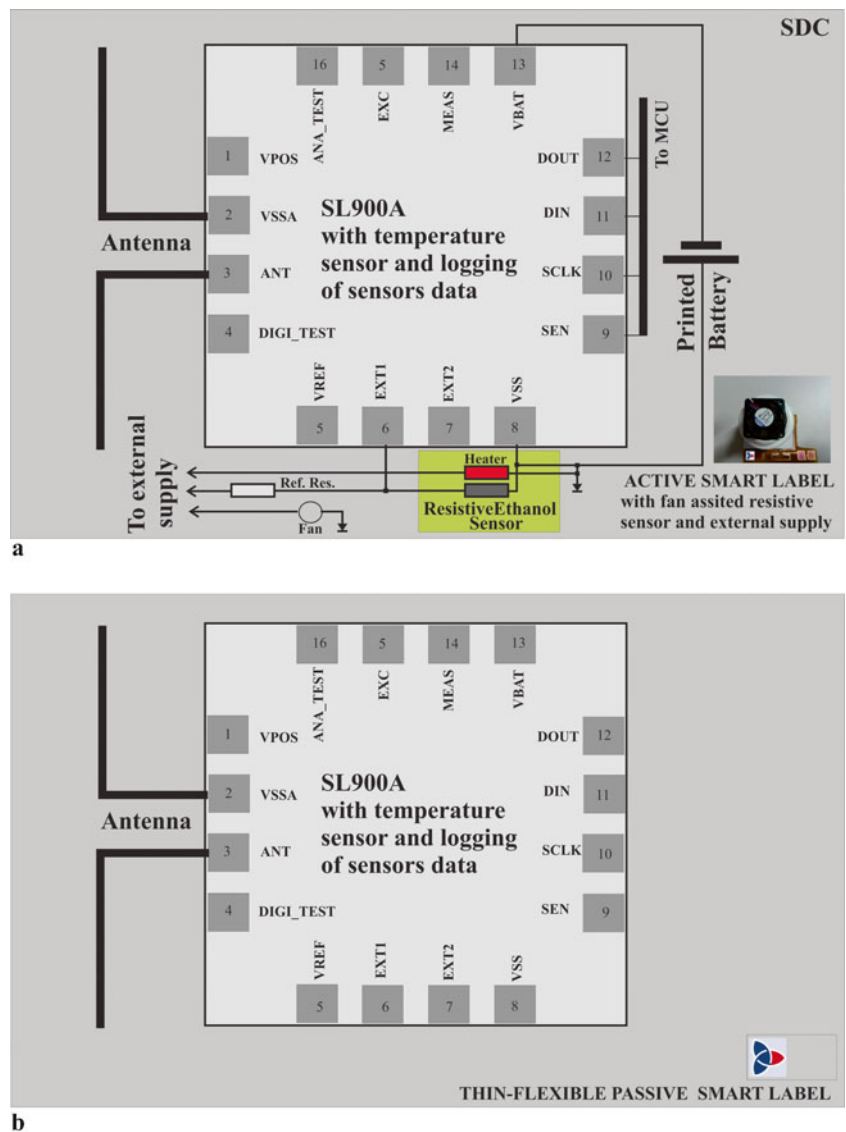 SDC
16
5
14
13
ANA_TEST
EXC
MEAS
VBAT
1
VPOS
DOUT
12
To MCU
2
VSSA
SL900A
DIN
11
Antenna
with temperature
3
ANT
sensor and logging
SCLK
10
of sensors data
4
DIGI_TEST
SEN
9
Printed
Battery
VREF
EXT1
EXT2
VSS
5
6
7
8
To external
supply
Heater
Ref. Res.
ResistiveEthanol
Sensor
Fan
ACTIVE SMART LABEL
with fan assited resistive
sensor and external supply
a
16
5
14
13
ANA_TEST
EXC
MEAS
VBAT
1
VPOS
DOUT
12
2
VSSA
SL900A
DIN
11
Antenna
with temperature
3
ANT
sensor and logging
SCLK
10
of sensors data
4
DIGI_TEST
SEN
9
VREF
EXT1
EXT2
VSS
5
6
7
8
THIN-FLEXIBLE PASSIVE SMART LABEL
b